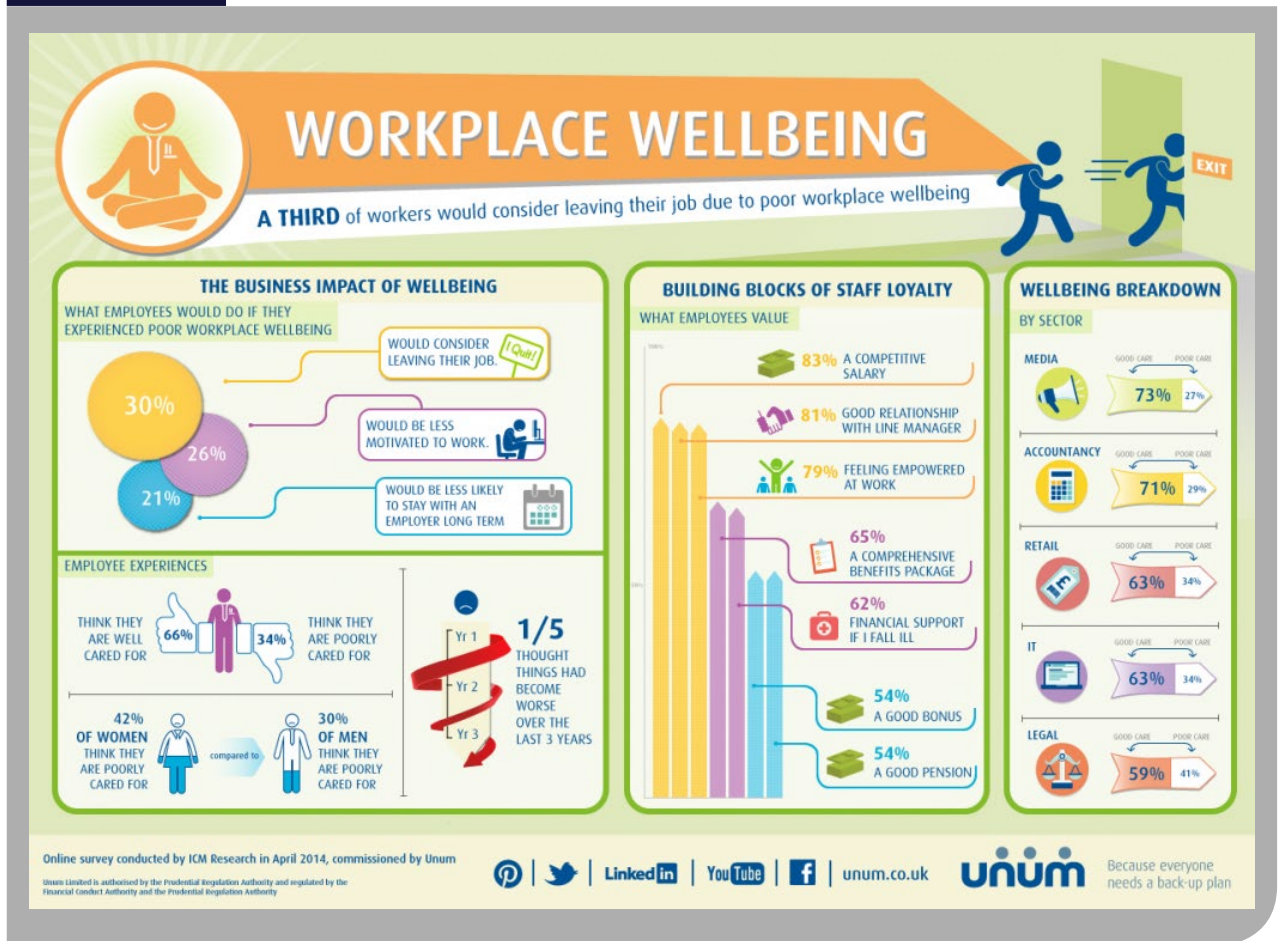 WORKPLACE WELLBEING
A THIRD of workers would consider leaving their job due to poor workplace wellbeing
EXIT
THE BUSINESS IMPACT OF WELLBEING
WHAT EMPLOYEES WOULD DO IF THEY
EXPERIENCED POOR WORKPLACE WELLBEING
30%
26%
21%
WOULD CONSIDER
LEAVING THEIR JOB.
I Quit!
WOULD BE LESS
MOTIVATED TO WORK.
WOULD BE LESS LIKELY
TO STAY WITH AN
EMPLOYER LONG TERM
EMPLOYEE EXPERIENCES
THINK THEY
ARE WELL
CARED FOR
66%
34%
THINK THEY
ARE POORLY
CARED FOR
42%
OF WOMEN
THINK THEY
ARE POORLY
CARED FOR
compared to
30%
OF MEN
THINK THEY
ARE POORLY
CARED FOR
Yr 1
Yr 2
Yr 3
1/5
THOUGHT
THINGS HAD
BECOME
WORSE
OVER THE
LAST 3 YEARS
BUILDING BLOCKS OF STAFF LOYALTY
WHAT EMPLOYEES VALUE
83% A COMPETITIVE
SALARY
81% GOOD RELATIONSHIP
WITH LINE MANAGER
79% FEELING EMPOWERED
AT WORK
65%
A COMPREHENSIVE
BENEFITS PACKAGE
62%
FINANCIAL SUPPORT
IF I FALL ILL
54%
A GOOD BONUS
54%
A GOOD PENSION
WELLBEING BREAKDOWN
BY SECTOR
MEDIA
GOOD CARE POOR CARE
73% 27%
ACCOUNTANCY
GOOD CARE POOR CARE
71% 29%
RETAIL
GOOD CARE POOR CARE
63% 34%
IT
GOOD CARE POOR CARE
63% 34%
LEGAL
GOOD CARE POOR CARE
59% 41%
Online survey conducted by ICM Research in April 2014, commissioned by Unum
Unum Limited is authorised by the Prudential Regulation Authority and regulated by the
Financial Conduct Authority and the Prudential Regulation Authority
Linked in
YouTube
f
unum.co.uk
unum
Because everyone
needs a back-up plan